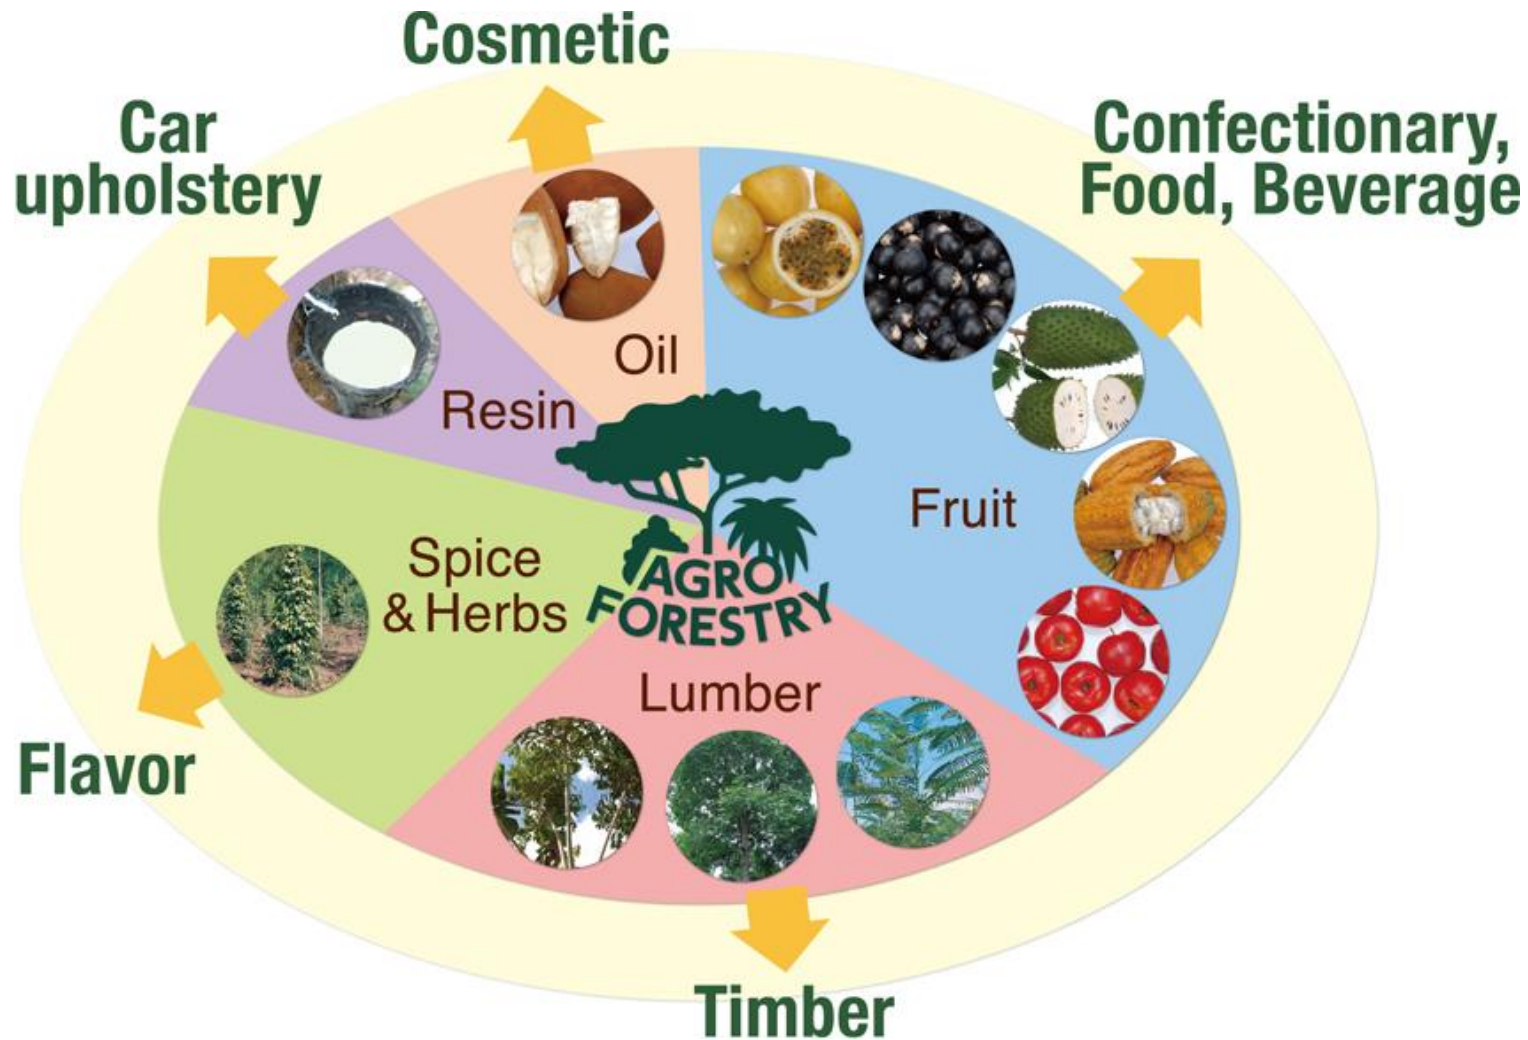 Cosmetic
Car
upholstery
Confectionary,
Food, Beverage
Oil
Resin
Fruit
Spice
& Herbs
AGRO
FORESTRY
Lumber
Flavor
Timber